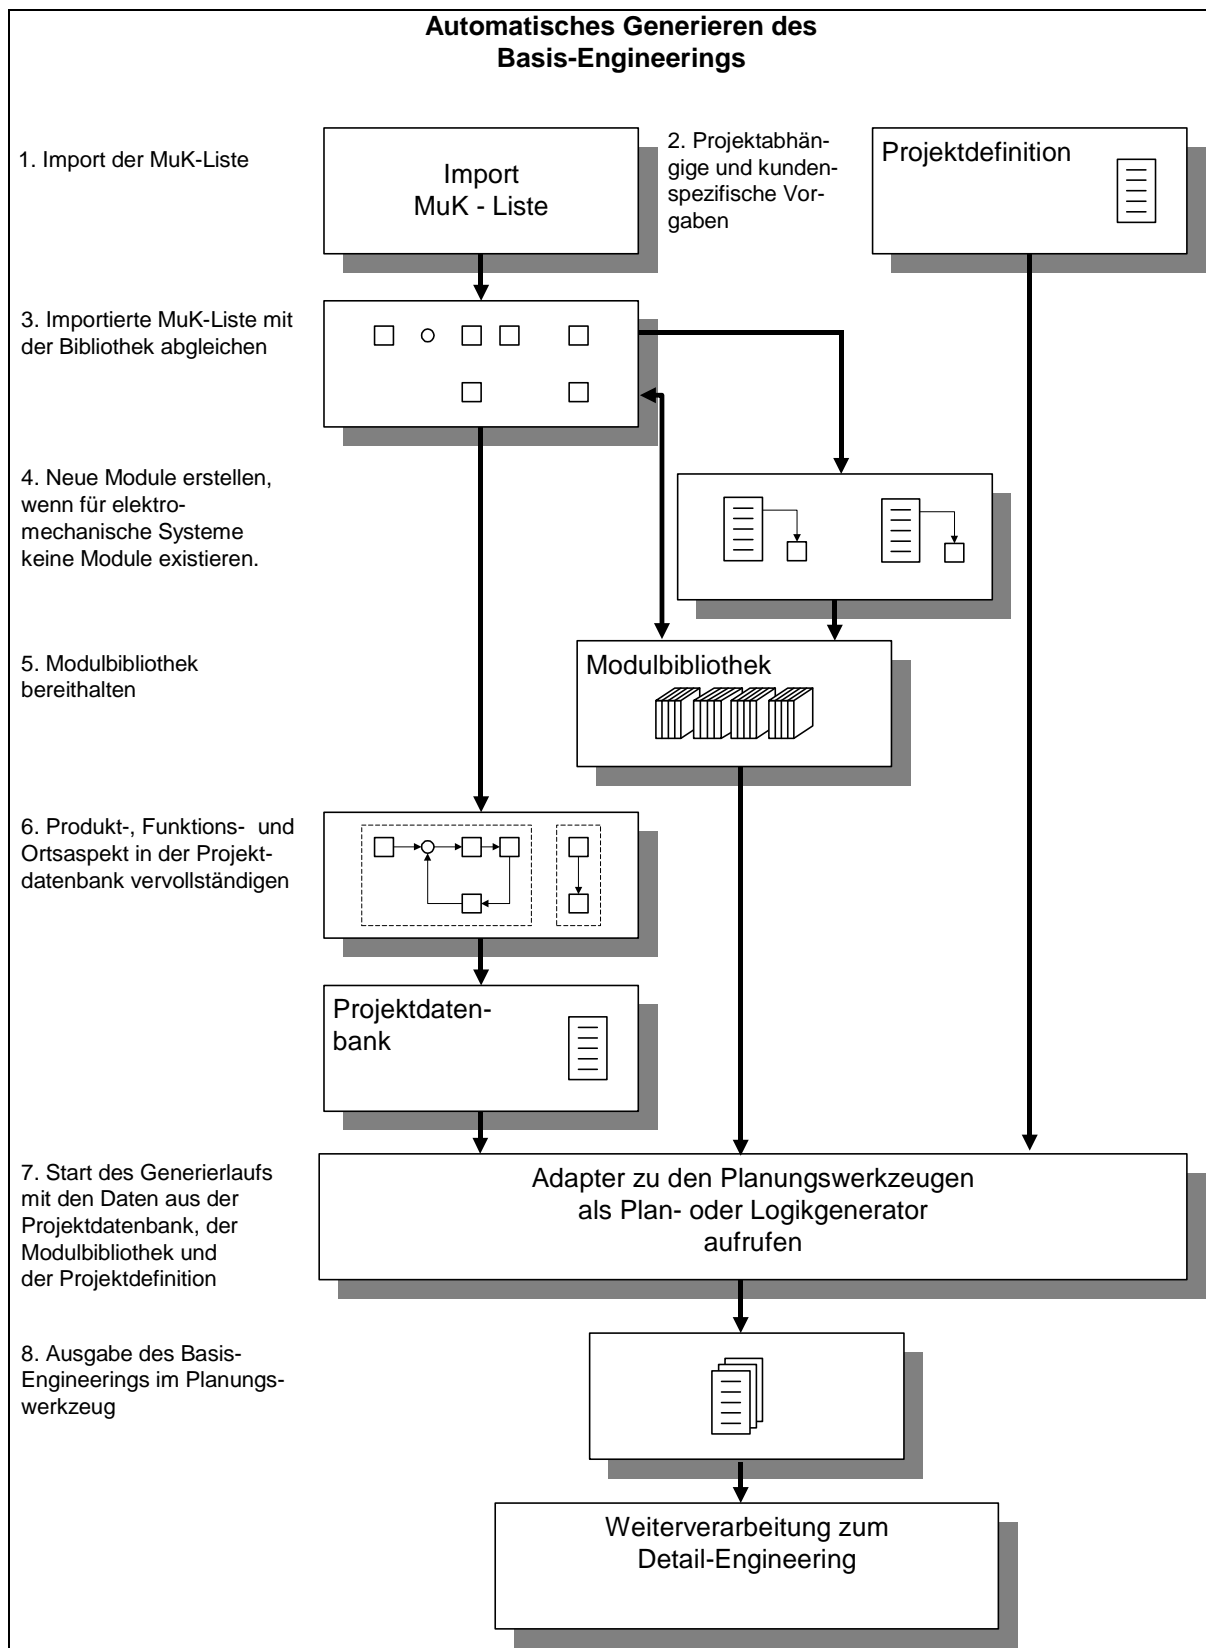 Automatisches Generieren des
Basis-Engineerings
1. Import der MuK-Liste
Import
MuK - Liste
2. Projektabhän-
gige und kunden-
spezifische Vor-
gaben
Projektdefinition
3. Importierte MuK-Liste mit
der Bibliothek abgleichen
4. Neue Module erstellen,
wenn für elektro-
mechanische Systeme
keine Module existieren.
5. Modulbibliothek
bereithalten
Modulbibliothek
6. Produkt-, Funktions- und
Ortsaspekt in der Projekt-
datenbank vervollständigen
Projektdaten-
bank
7. Start des Generierlaufs
mit den Daten aus der
Projektdatenbank, der
Modulbibliothek und
der Projektdefinition
Adapter zu den Planungswerkzeugen
als Plan- oder Logikgenerator
aufrufen
8. Ausgabe des Basis-
Engineerings im Planungs-
werkzeug
Weiterverarbeitung zum
Detail-Engineering